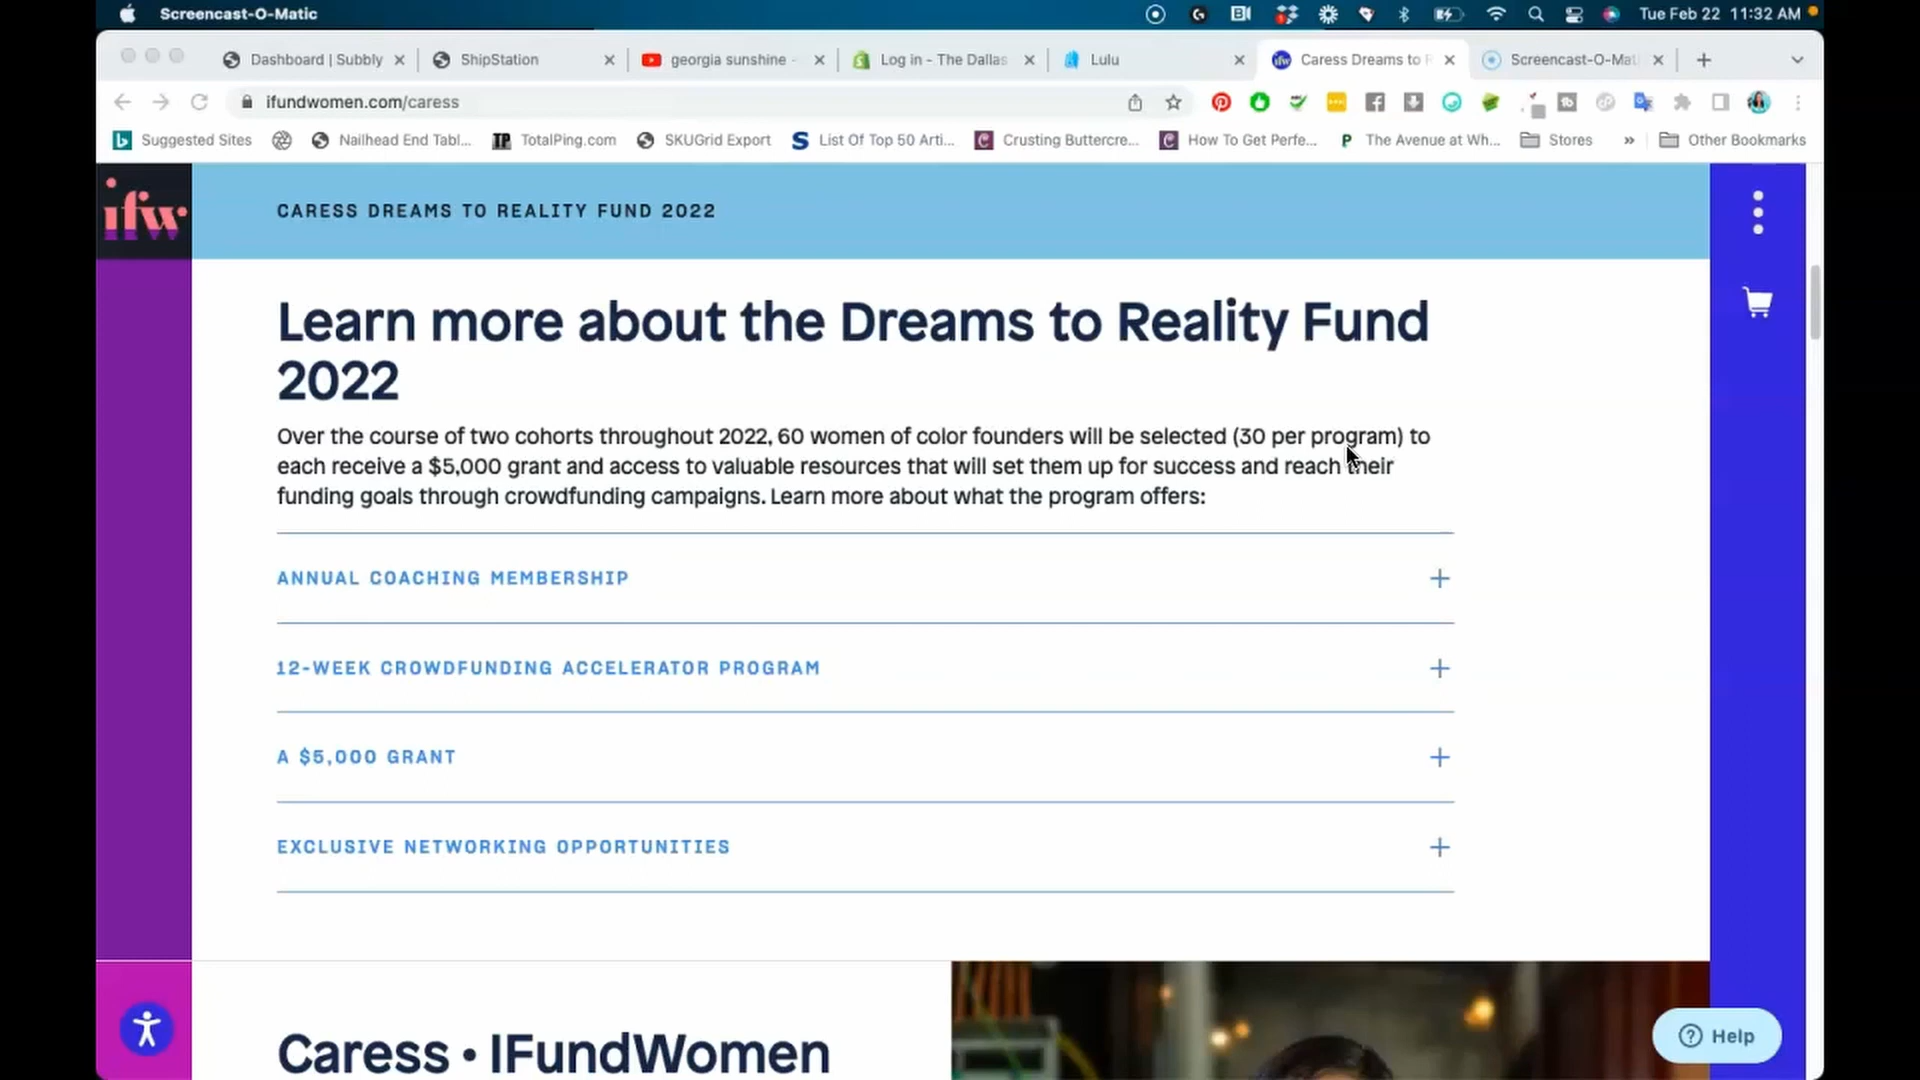 Screencast-O-Matic
Tue Feb 22 11:32 AM
Dashboard | Subbly
ShipStation
georgia sunshine -
Log in - The Dallas
Lulu
Caress Dreams to R
Screencast-O-Mat
ifundwomen.com/caress
Suggested Sites
Nailhead End Tabl...
TP
TotalPing.com
SKUGrid Export
List Of Top 50 Arti...
Crusting Buttercre...
How To Get Perfe...
The Avenue at Wh...
Stores
»
Other Bookmarks
ifw
CARESS DREAMS TO REALITY FUND 2022
Learn more about the Dreams to Reality Fund
2022
Over the course of two cohorts throughout 2022, 60 women of color founders will be selected (30 per program) to
each receive a $5,000 grant and access to valuable resources that will set them up for success and reach their
funding goals through crowdfunding campaigns. Learn more about what the program offers:
ANNUAL COACHING MEMBERSHIP
12-WEEK CROWDFUNDING ACCELERATOR PROGRAM
A $5,000 GRANT
EXCLUSIVE NETWORKING OPPORTUNITIES
Caress • IFundWomen
Help